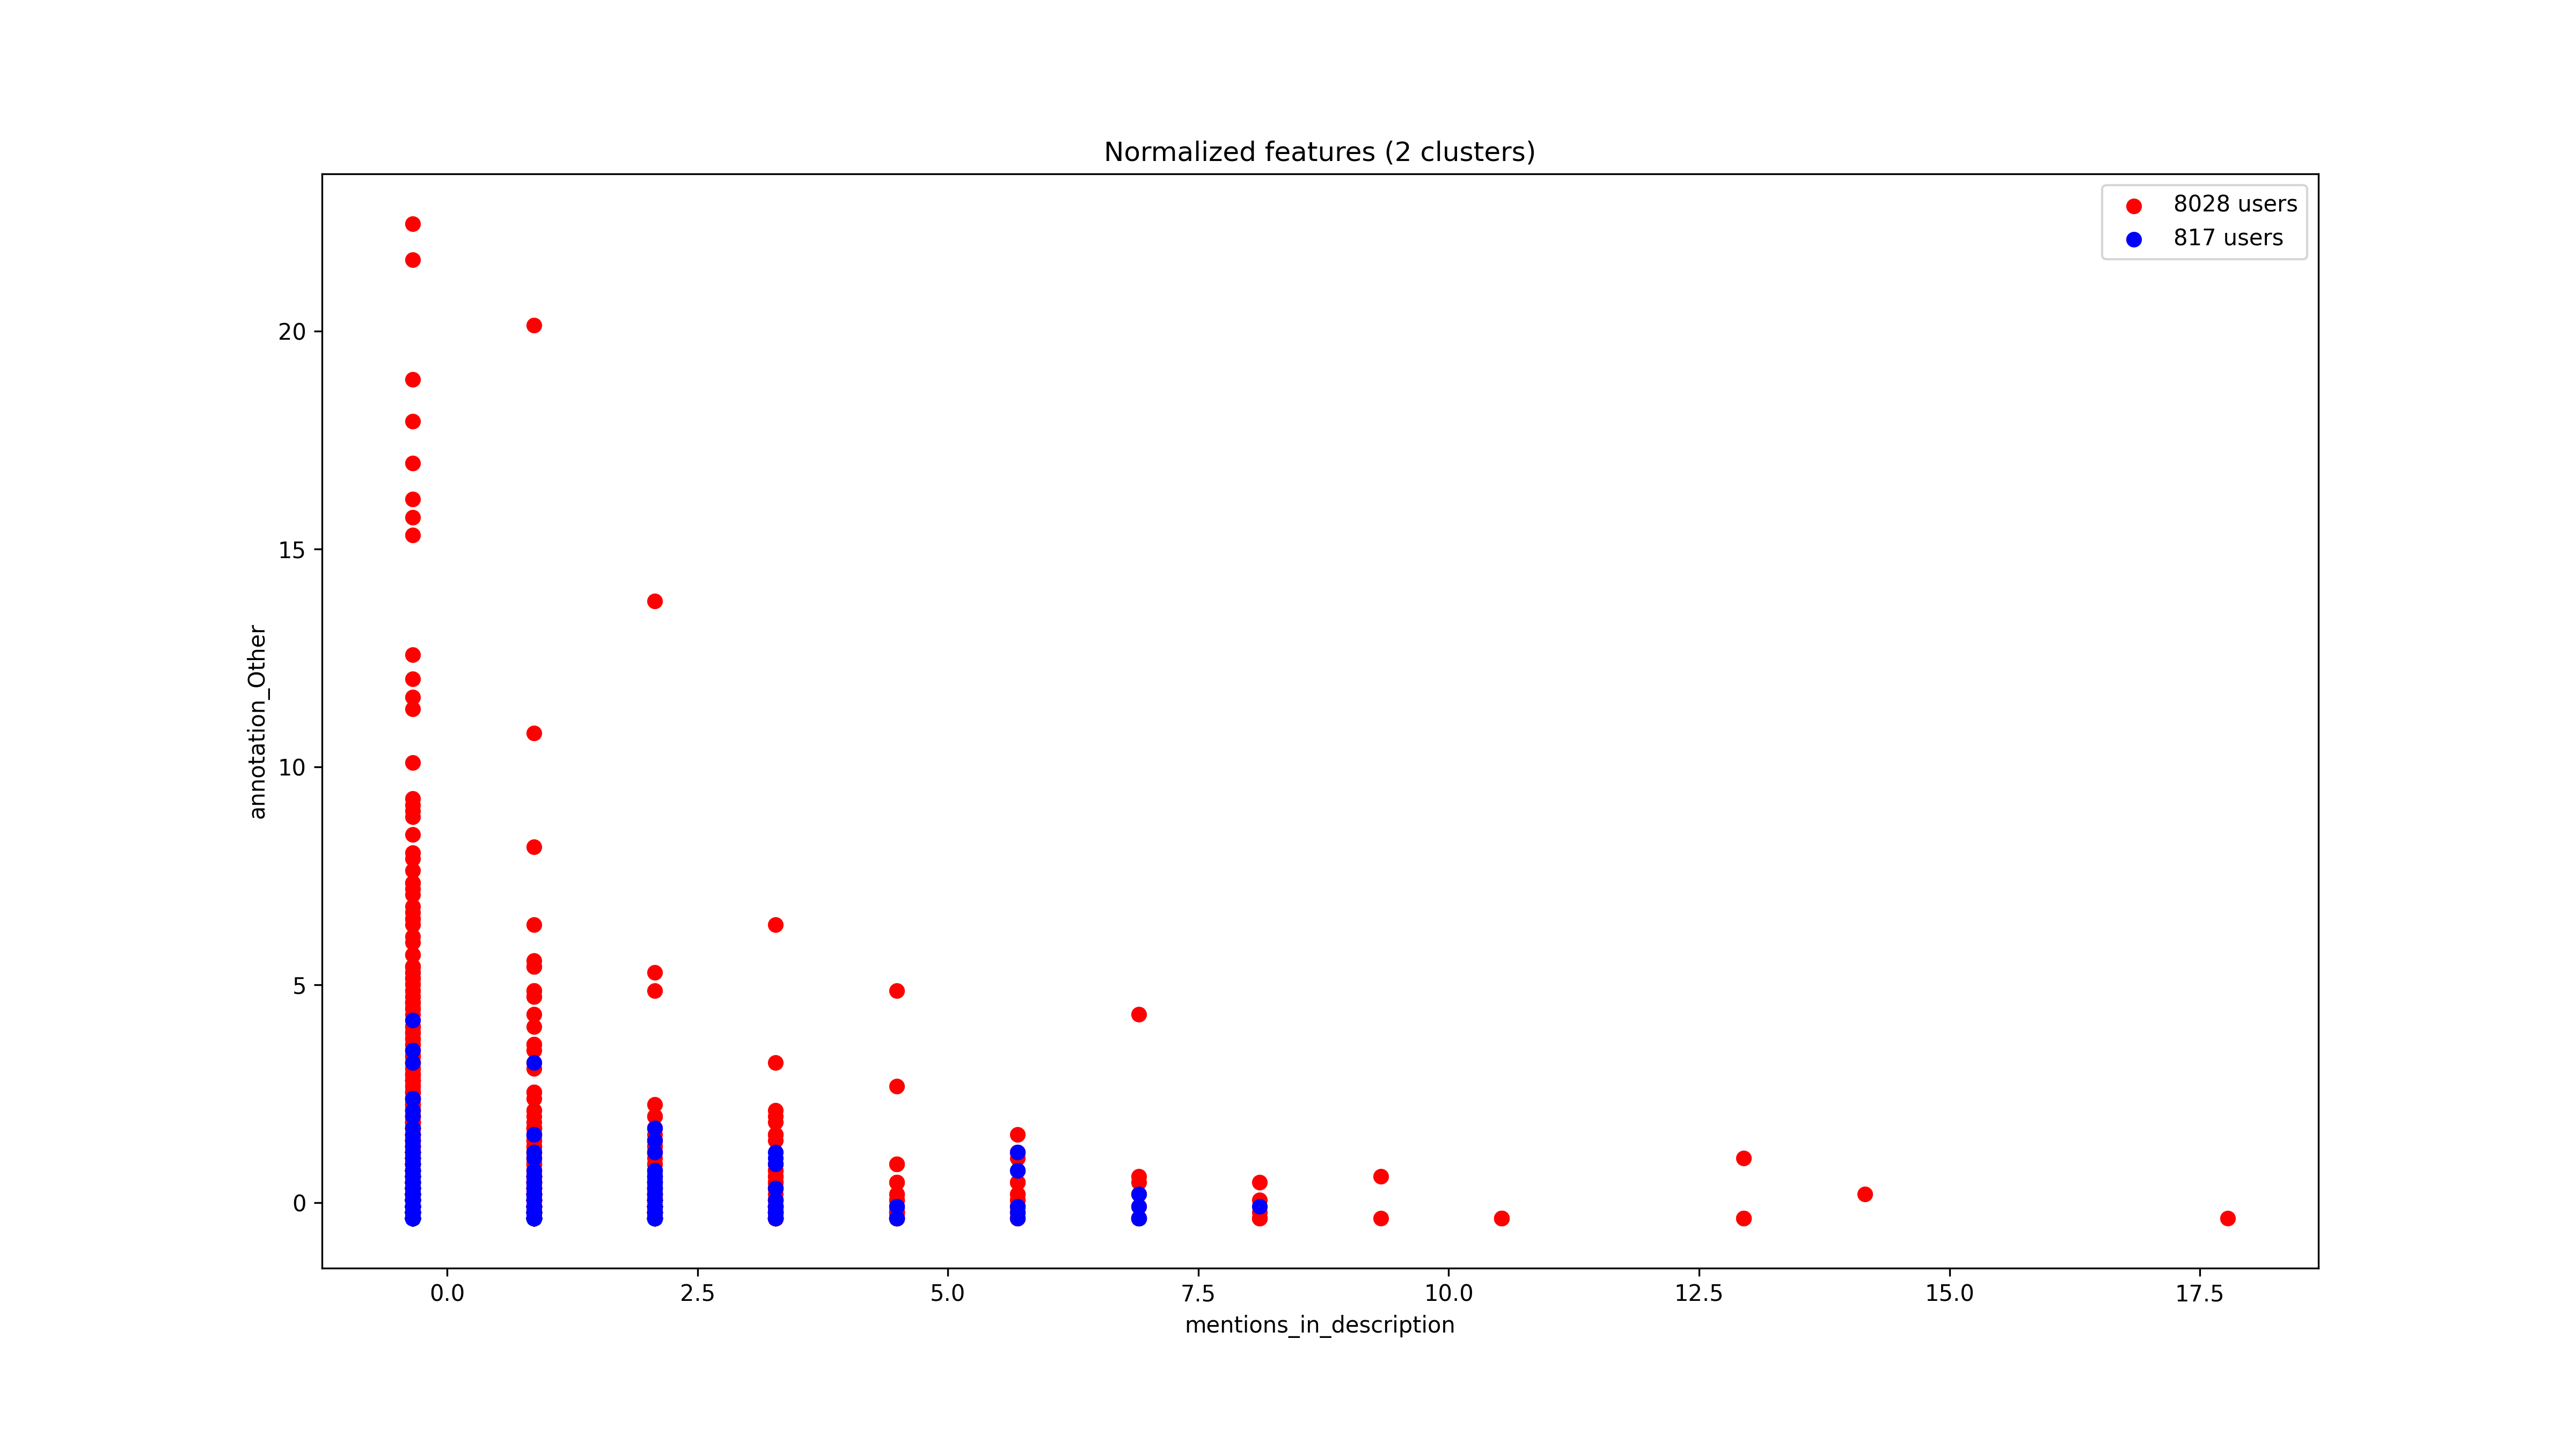 Normalized features (2 clusters)
8028 users
817 users
annotation_Other
20
15
10
5
0
0.0 2.5 5.0 7.5 10.0 12.5 15.0 17.5
mentions_in_description